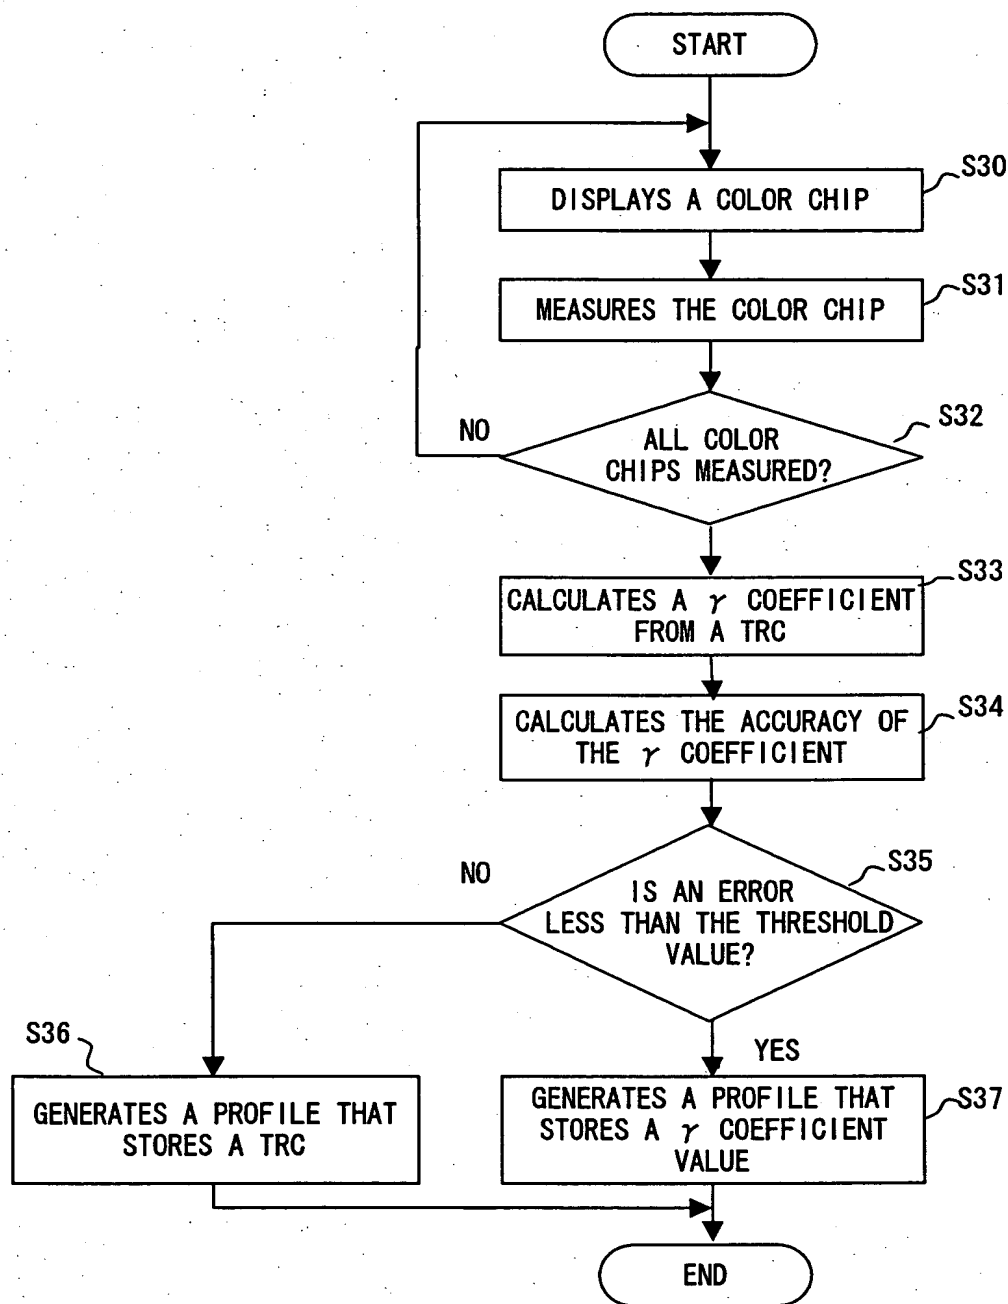 START
S30
DISPLAYS A COLOR CHIP
S31
MEASURES THE COLOR CHIP
S32
NO
ALL COLOR
CHIPS MEASURED?
S33
CALCULATES A γ COEFFICIENT
FROM A TRC
S34
CALCULATES THE ACCURACY OF
THE γ COEFFICIENT
S35
NO
IS AN ERROR
LESS THAN THE THRESHOLD
VALUE?
S36
YES
GENERATES A PROFILE THAT
STORES A TRC
S37
GENERATES A PROFILE THAT
STORES A γ COEFFICIENT
VALUE
END